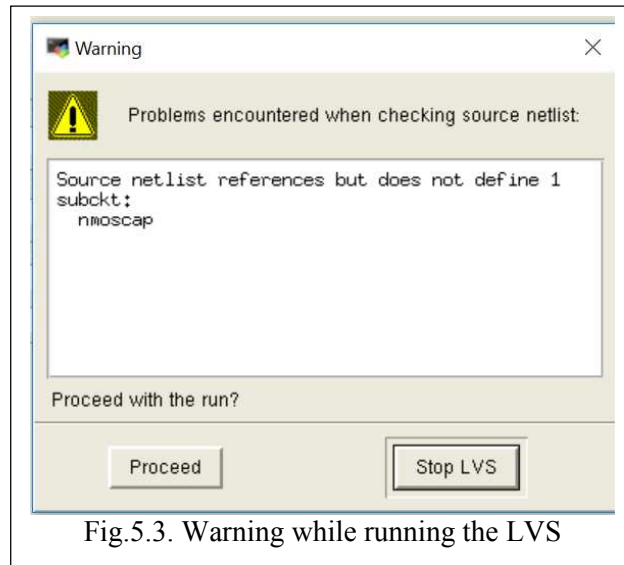 Warning
Problems encountered when checking source netlist:
Source netlist references but does not define 1
subckt:
nmoscap
Proceed with the run?
Proceed
Stop LVS
Fig.5.3. Warning while running the LVS